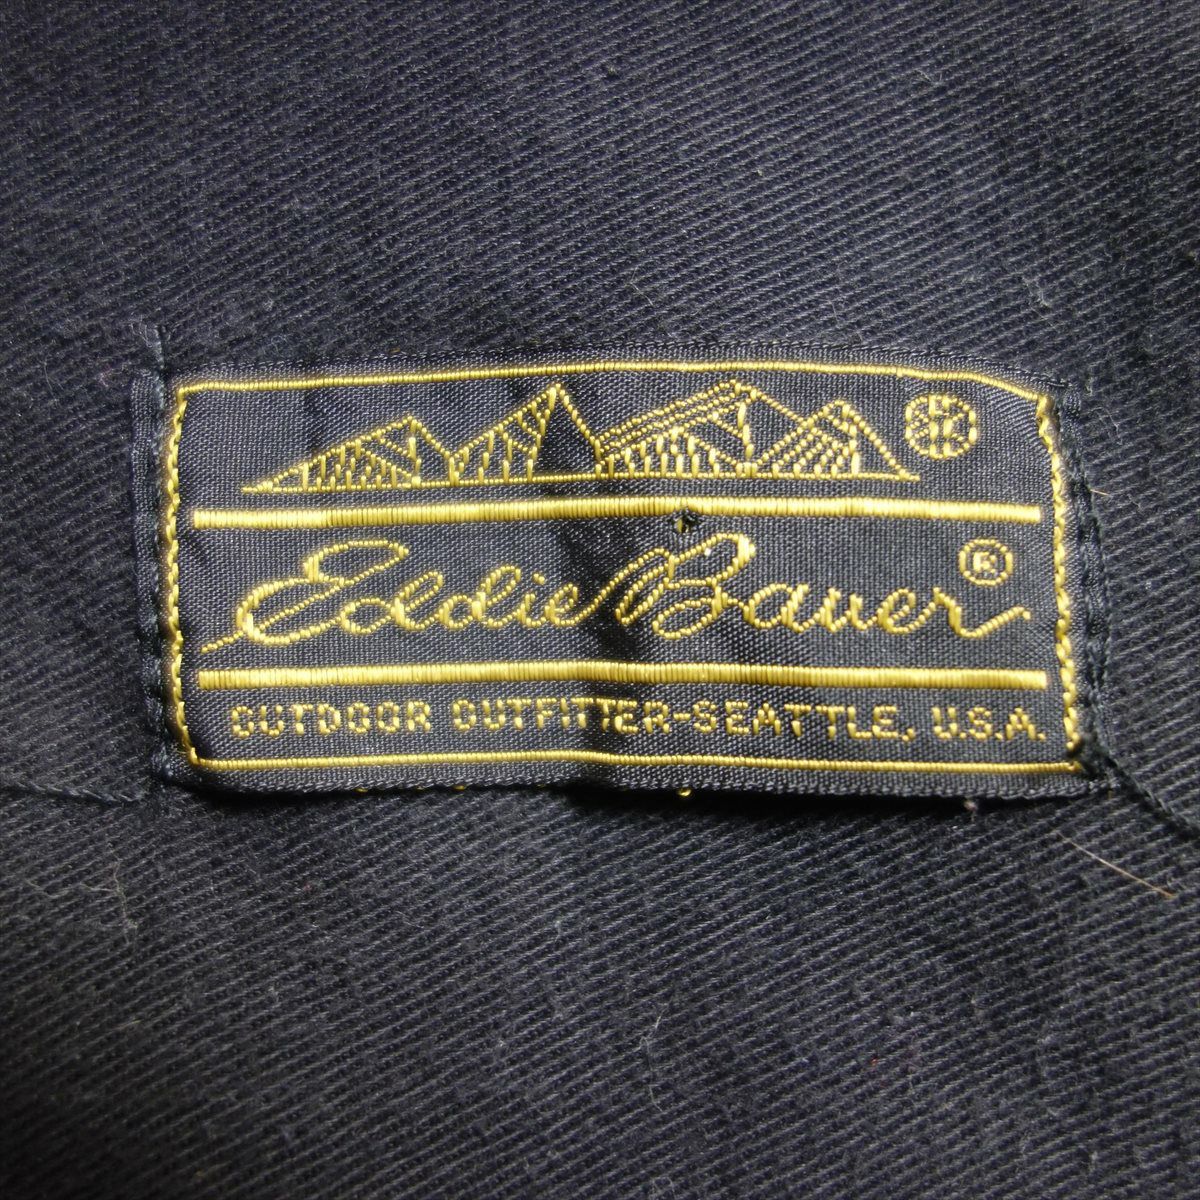 Eddie Bauer ®
OUTDOOR OUTFITTER-SEATTLE, U.S.A.